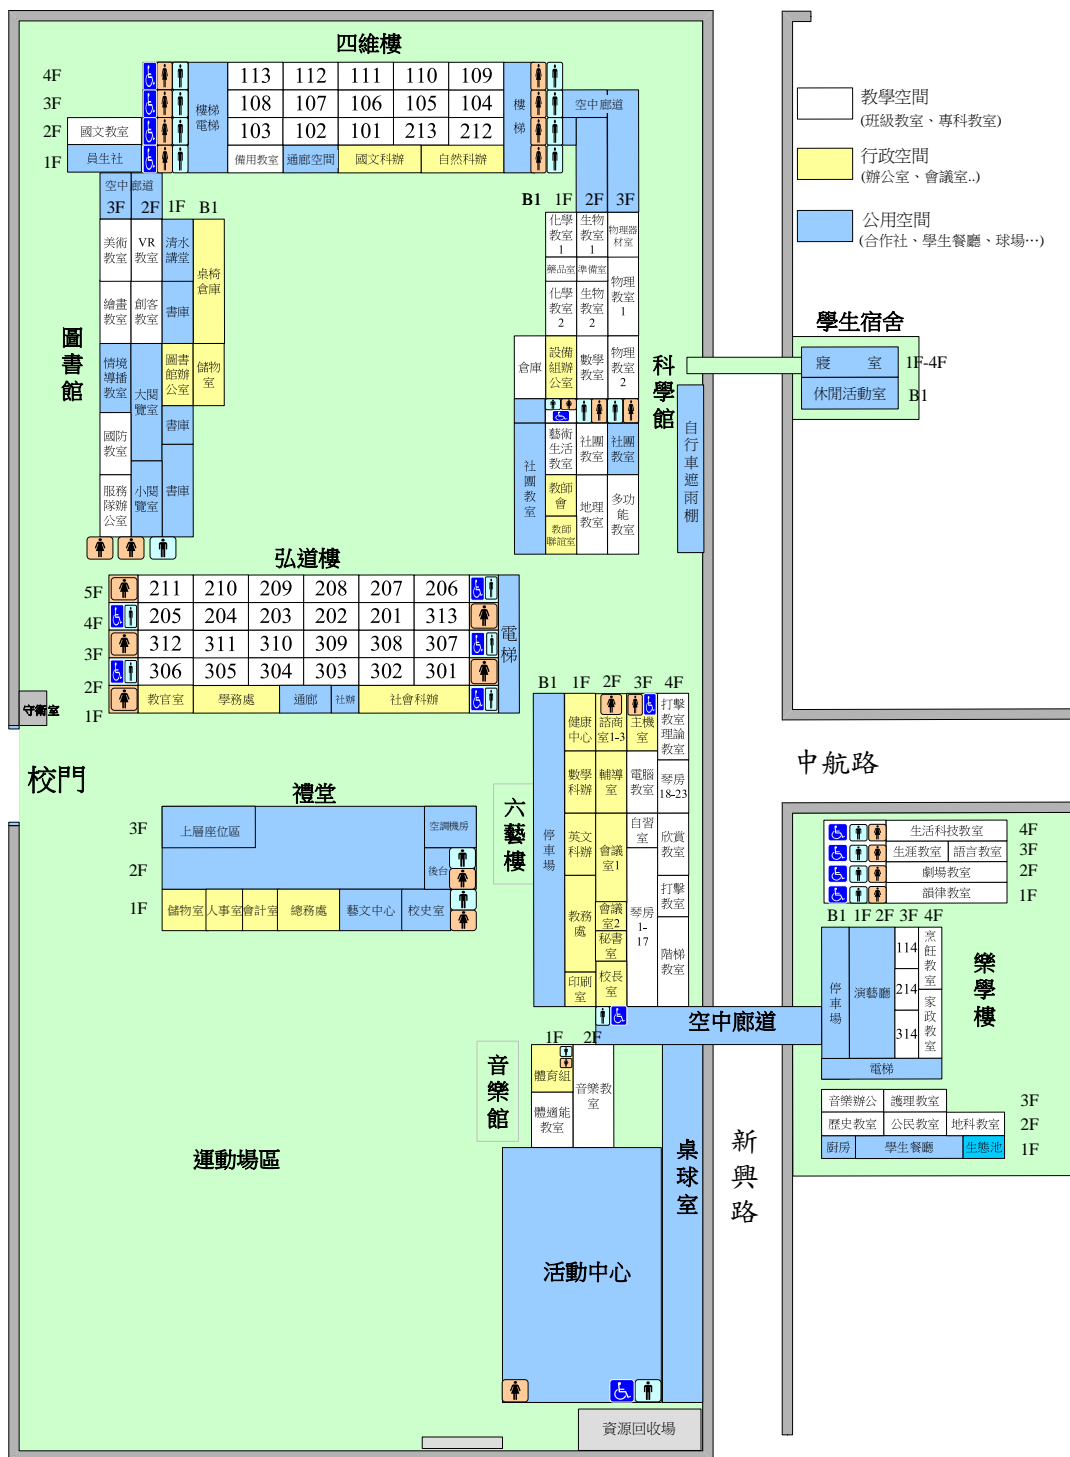 四維樓
4F 113 112 111 110 109
3F 108 107 106 105 104
2F 國文教室 103 102 101 213 212
1F 員生社 備用教室 通廊空間 國文科辦 自然科辦
樓梯
電梯
樓
梯
空中廊道
教學空間
(班級教室、專科教室)
行政空間
(辦公室、會議室..)
公用空間
(合作社、學生餐廳、球場…)
圖書館
空中廊道
3F 2F 1F B1
美術
教室
VR
教室
清水
講堂
桌椅
倉庫
繪畫
教室
創客
教室
書庫
情境
導播
教室
大閱
覽室
圖書
館辦
公室
儲物
室
國防
教室
書庫
服務
隊辦
公室
小閱
覽室
書庫
科學館
B1 1F 2F 3F
化學
教室
1
生物
教室
1
物理器
材室
藥品室
準備室
物理
教室
1
化學
教室
2
生物
教室
2
倉庫
設備
組辦
公室
數學
教室
物理
教室
2
社團教室
藝術
生活
教室
社團
教室
社團
教室
教師
會
地理
教室
多功
能
教室
教師
聯誼室
自行車遮雨棚
學生宿舍
寢 室 1F-4F
休閒活動室 B1
弘道樓
5F 211 210 209 208 207 206
4F 205 204 203 202 201 313
3F 312 311 310 309 308 307
2F 306 305 304 303 302 301
1F 教官室 學務處 通廊 社辦 社會科辦
電梯
守衛室
校門
禮堂
3F 上層座位區 空調機房
2F 後台
1F 儲物室 人事室 會計室 總務處 藝文中心 校史室
六藝樓
B1 1F 2F 3F 4F
停車場
健康
中心
諮商
室1-3
主機
室
打擊
教室
理論
教室
數學
科辦
輔導
室
電腦
教室
琴房
18-23
英文
科辦
會議
室1
自習
室
欣賞
教室
教務
處
會議
室2
琴房
1-
17
打擊
教室
秘書
室
階梯
教室
印刷
室
校長
室
空中廊道
中航路
新興路
樂學樓
生活科技教室 4F
生涯教室 語言教室 3F
劇場教室 2F
韻律教室 1F
B1 1F 2F 3F 4F
停車場
演藝廳
114
214
314
烹飪教室
家政教室
電梯
音樂辦公 護理教室 3F
歷史教室 公民教室 地科教室 2F
廚房 學生餐廳 生態池 1F
音樂館
1F 2F
體育組
音樂教
室
體適能
教室
桌球室
運動場區
活動中心
資源回收場